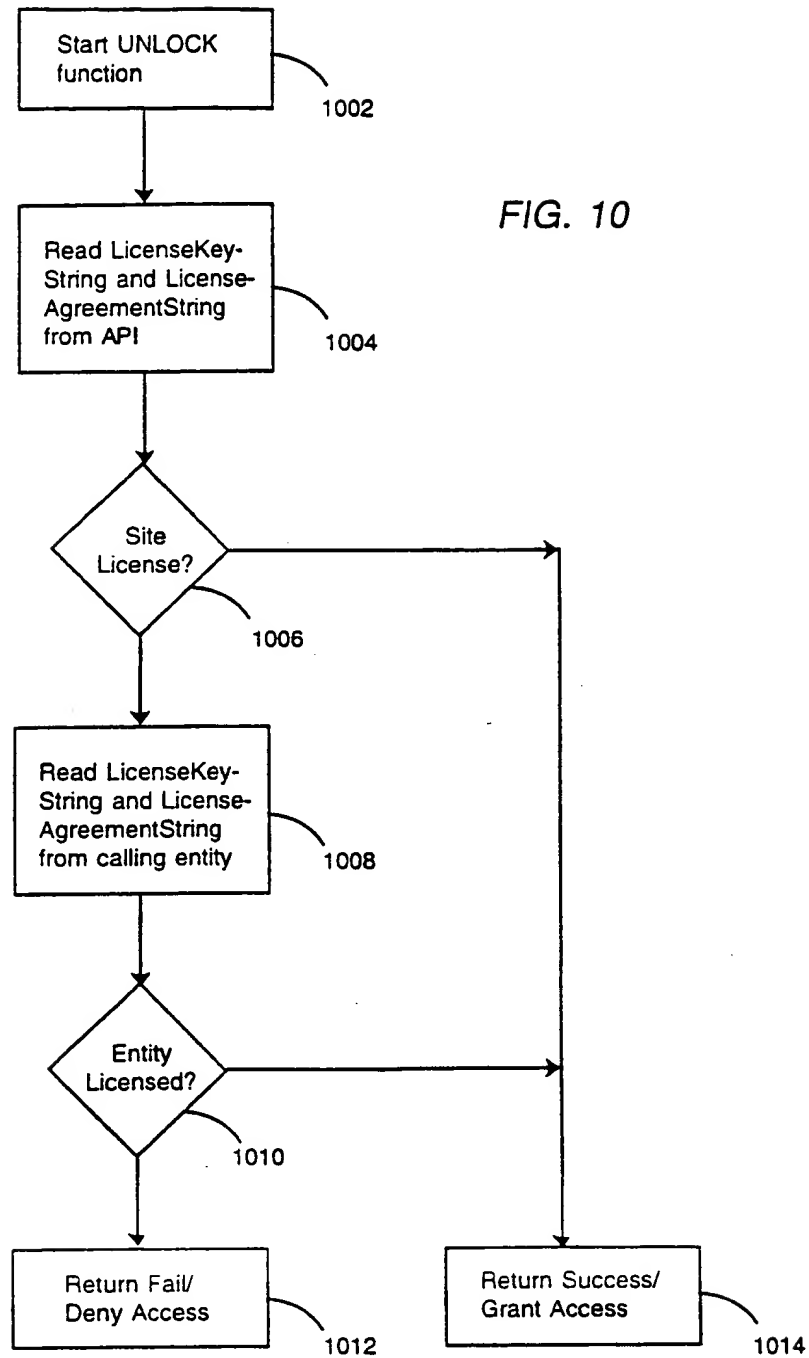 Start UNLOCK
function
1002
FIG. 10
Read LicenseKey-
String and License-
AgreementString
from API
1004
Site
License?
1006
Read LicenseKey-
String and License-
AgreementString
from calling entity
1008
Entity
Licensed?
1010
Return Fail/
Deny Access
1012
Return Success/
Grant Access
1014